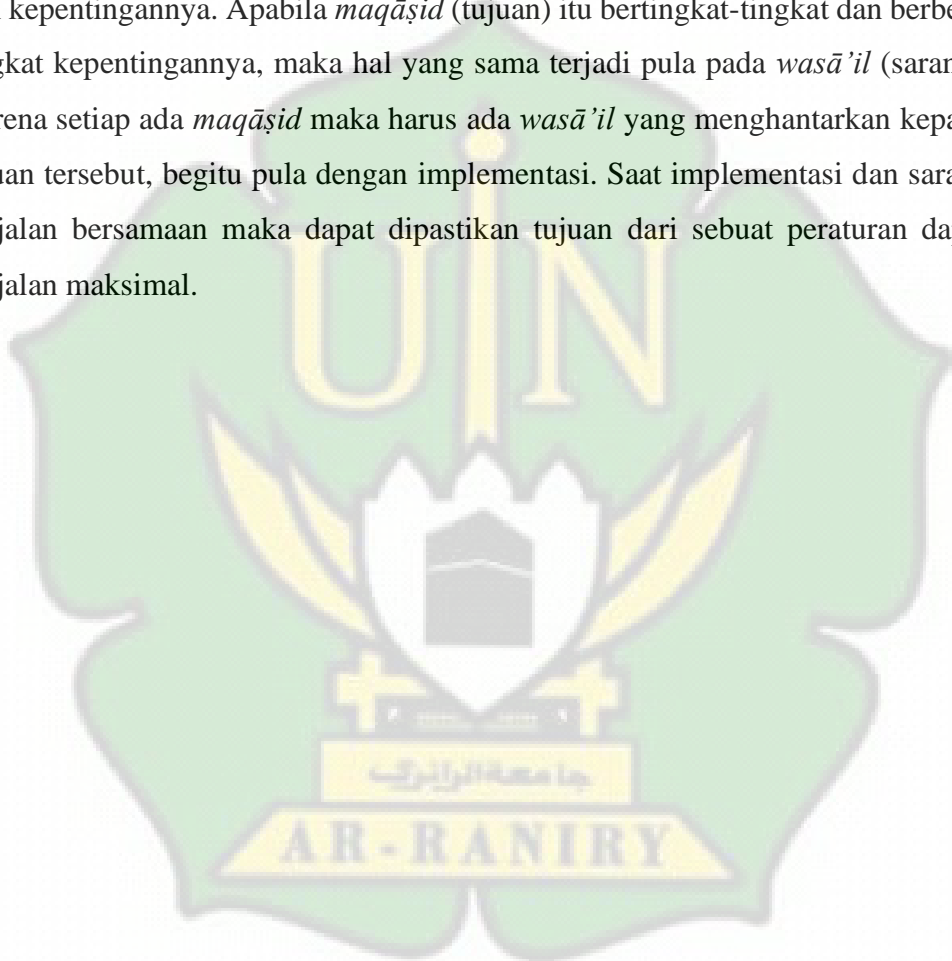 kepentingannya. Apabila maqāṣid (tujuan) itu bertingkat-tingkat dan berbe
gkat kepentingannya, maka hal yang sama terjadi pula pada wasā’il (saran
rena setiap ada maqāṣid maka harus ada wasā’il yang menghantarkan kepa
uan tersebut, begitu pula dengan implementasi. Saat implementasi dan sara
jalan bersamaan maka dapat dipastikan tujuan dari sebuat peraturan da
jalan maksimal.
UIN
جامعة الرانري
AR-RANIRY